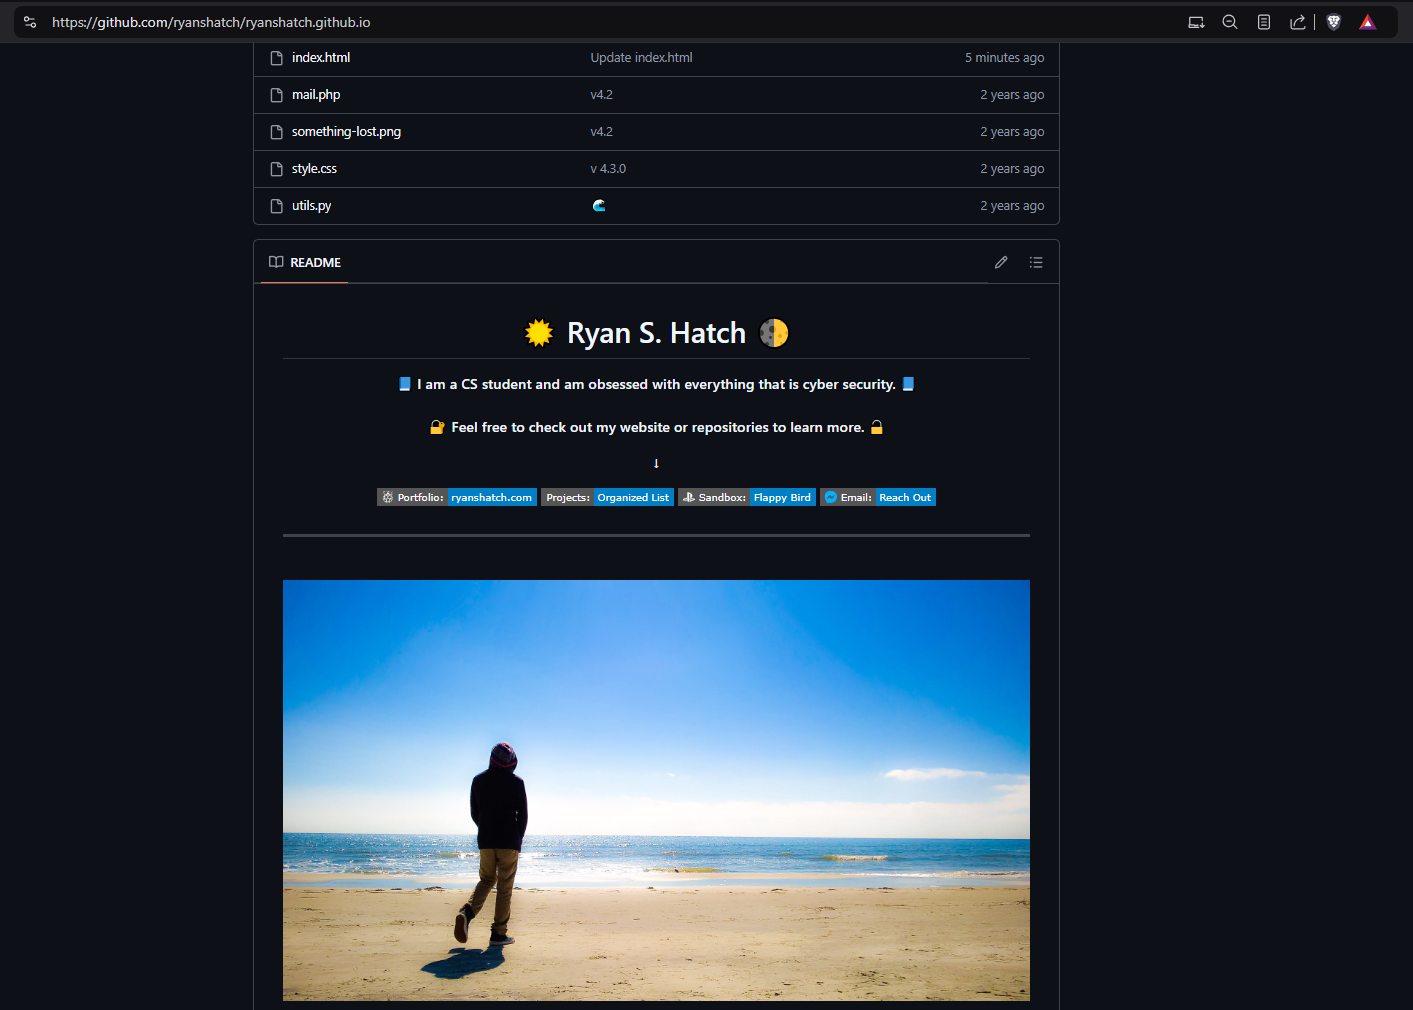 https://github.com/ryanshatch/ryanshatch.github.io
index.html Update index.html 5 minutes ago
mail.php v4.2 2 years ago
something-lost.png v4.2 2 years ago
style.css v 4.3.0 2 years ago
utils.py 🌊 2 years ago
README
🌞 Ryan S. Hatch 🌓
📘 I am a CS student and am obsessed with everything that is cyber security. 📘
🔐 Feel free to check out my website or repositories to learn more. 🔓
↓
Portfolio: ryanshatch.com Projects: Organized List Sandbox: Flappy Bird Email: Reach Out